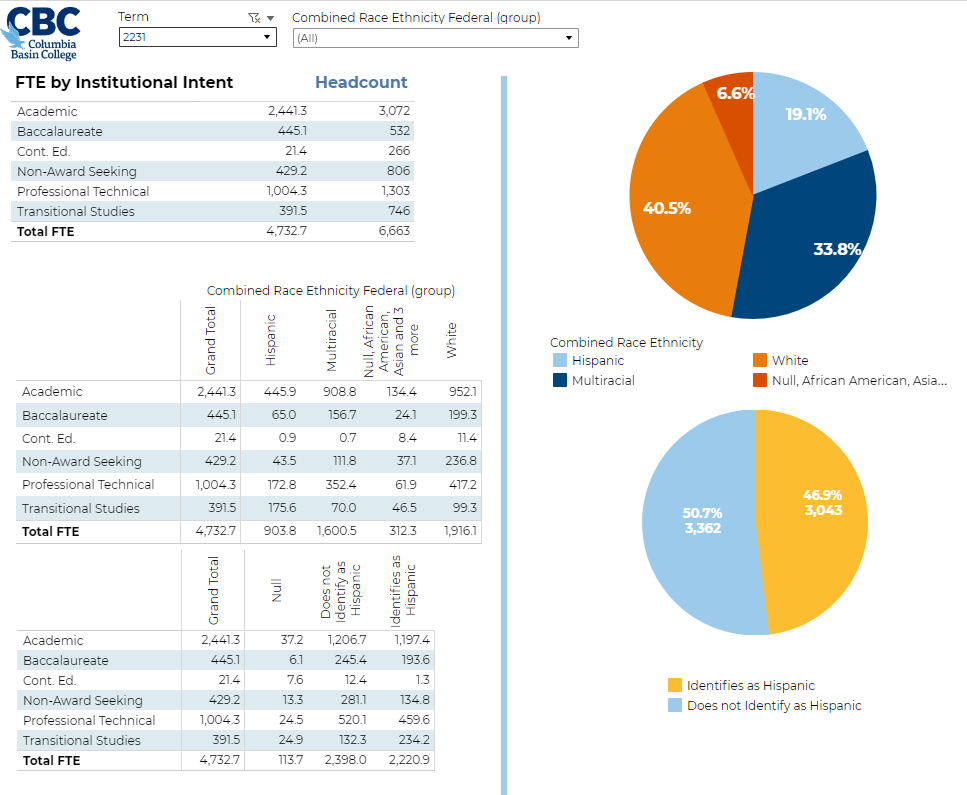 CBC
Columbia
Basin College
Term
2231
Combined Race Ethnicity Federal (group)
(All)
FTE by Institutional Intent Headcount
Academic 2,441.3 3,072
Baccalaureate 445.1 532
Cont. Ed. 21.4 266
Non-Award Seeking 429.2 806
Professional Technical 1,004.3 1,303
Transitional Studies 391.5 746
Total FTE 4,732.7 6,663
Combined Race Ethnicity Federal (group)
Grand Total
Hispanic
Multiracial
Null, African
American,
Asian and 3
more
White
Academic 2,441.3 445.9 908.8 134.4 952.1
Baccalaureate 445.1 65.0 156.7 24.1 199.3
Cont. Ed. 21.4 0.9 0.7 8.4 11.4
Non-Award Seeking 429.2 43.5 111.8 37.1 236.8
Professional Technical 1,004.3 172.8 352.4 61.9 417.2
Transitional Studies 391.5 175.6 70.0 46.5 99.3
Total FTE 4,732.7 903.8 1,600.5 312.3 1,916.1
Grand Total
Null
Does not
Identify as
Hispanic
Identifies as
Hispanic
Academic 2,441.3 37.2 1,206.7 1,197.4
Baccalaureate 445.1 6.1 245.4 193.6
Cont. Ed. 21.4 7.6 12.4 1.3
Non-Award Seeking 429.2 13.3 281.1 134.8
Professional Technical 1,004.3 24.5 520.1 459.6
Transitional Studies 391.5 24.9 132.3 234.2
Total FTE 4,732.7 113.7 2,398.0 2,220.9
6.6%
19.1%
40.5%
33.8%
Combined Race Ethnicity
Hispanic White
Multiracial Null, African American, Asia...
46.9%
3,043
50.7%
3,362
Identifies as Hispanic
Does not Identify as Hispanic